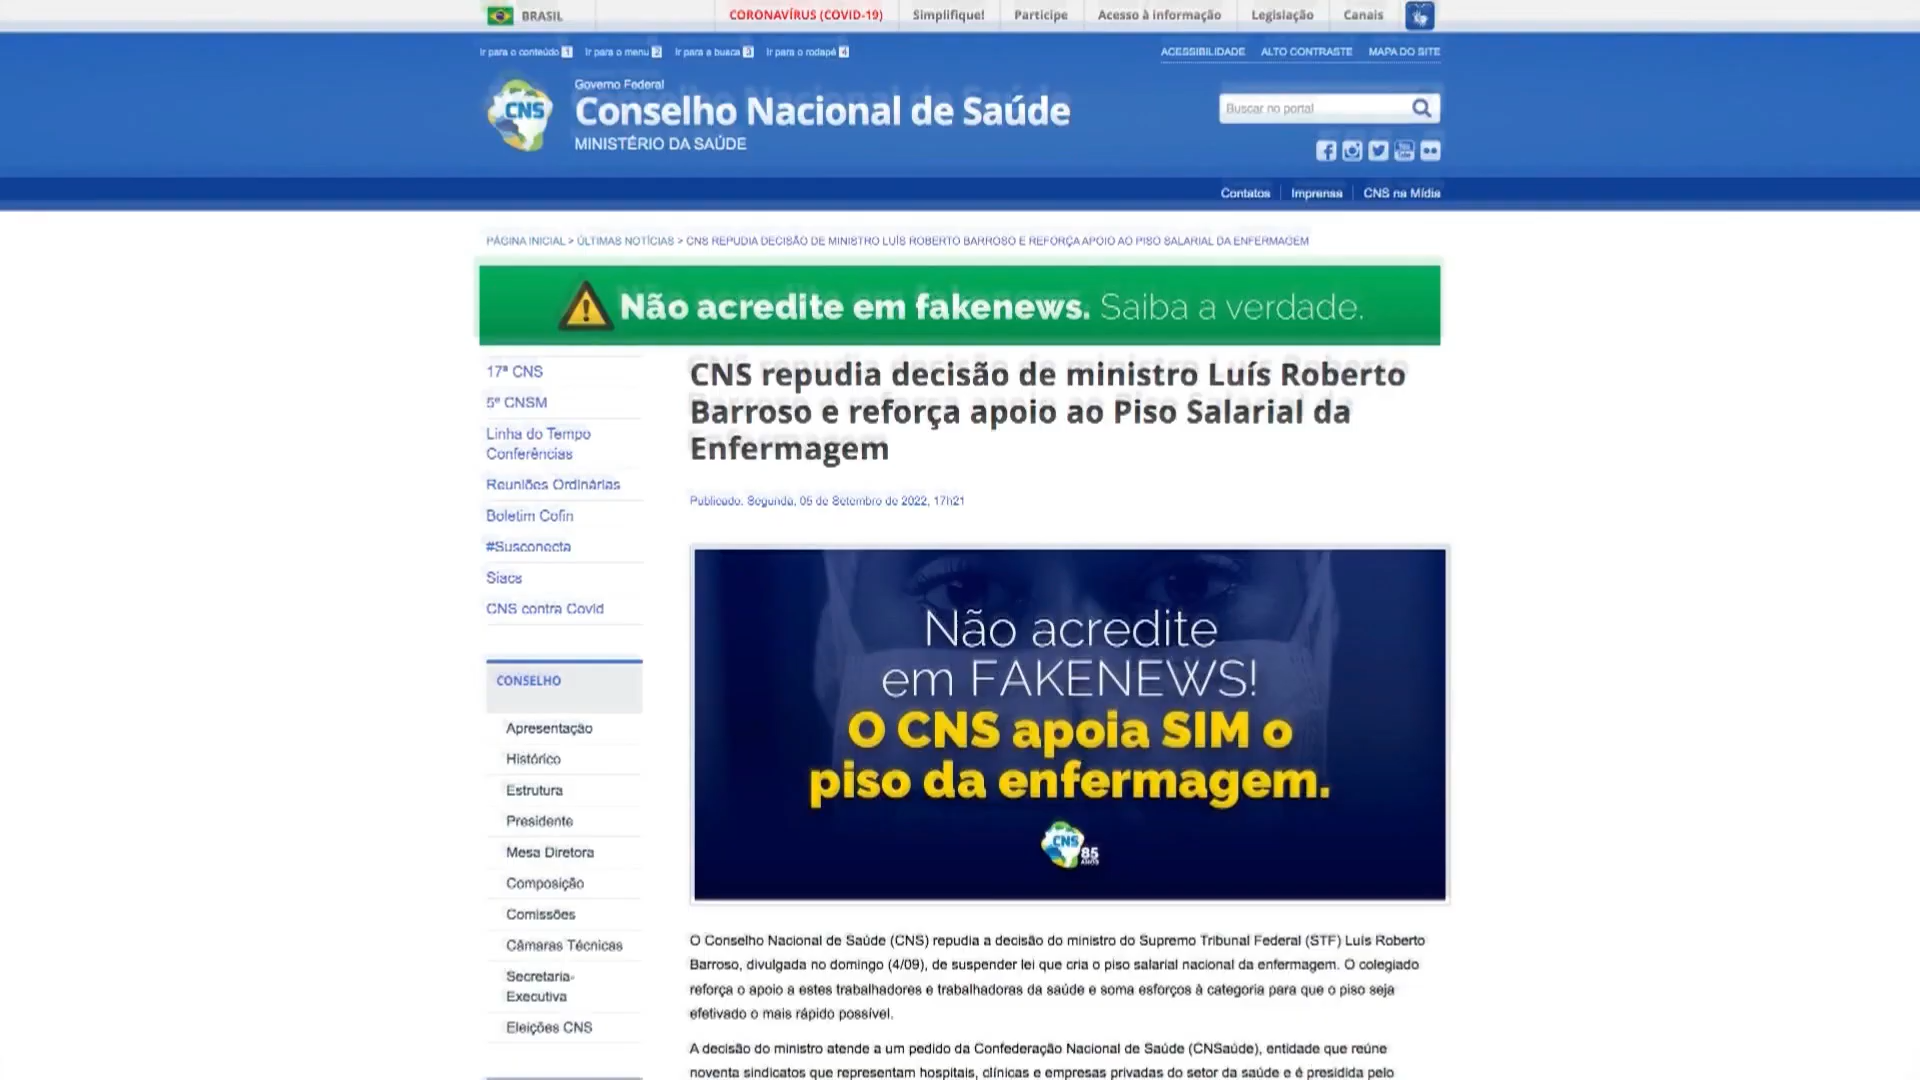 BRASIL
CORONAVÍRUS (COVID-19)
Simplifique!
Participe
Acesso à informação
Legislação
Canais
Ir para o conteúdo 1
Ir para o menu 2
Ir para a busca 3
Ir para o rodapé 4
ACESSIBILIDADE
ALTO CONTRASTE
MAPA DO SITE
CNS
Governo Federal
Conselho Nacional de Saúde
MINISTÉRIO DA SAÚDE
Buscar no portal
Contatos
Imprensa
CNS na Mídia
PÁGINA INICIAL > ÚLTIMAS NOTÍCIAS > CNS REPUDIA DECISÃO DE MINISTRO LUÍS ROBERTO BARROSO E REFORÇA APOIO AO PISO SALARIAL DA ENFERMAGEM
Não acredite em fakenews. Saiba a verdade.
17ª CNS
5ª CNSM
Linha do Tempo
Conferências
Reuniões Ordinárias
Boletim Cofin
#Susconecta
Siacs
CNS contra Covid
CONSELHO
Apresentação
Histórico
Estrutura
Presidente
Mesa Diretora
Composição
Comissões
Câmaras Técnicas
Secretaria-
Executiva
Eleições CNS
CNS repudia decisão de ministro Luís Roberto
Barroso e reforça apoio ao Piso Salarial da
Enfermagem
Publicado: Segunda, 05 de Setembro de 2022, 17h21
Não acredite
em FAKENEWS!
O CNS apoia SIM o
piso da enfermagem.
CNS
85
ANOS
O Conselho Nacional de Saúde (CNS) repudia a decisão do ministro do Supremo Tribunal Federal (STF) Luís Roberto
Barroso, divulgada no domingo (4/09), de suspender lei que cria o piso salarial nacional da enfermagem. O colegiado
reforça o apoio a estes trabalhadores e trabalhadoras da saúde e soma esforços à categoria para que o piso seja
efetivado o mais rápido possível.
A decisão do ministro atende a um pedido da Confederação Nacional de Saúde (CNSaúde), entidade que reúne
noventa sindicatos que representam hospitais, clínicas e empresas privadas do setor da saúde e é presidida pelo